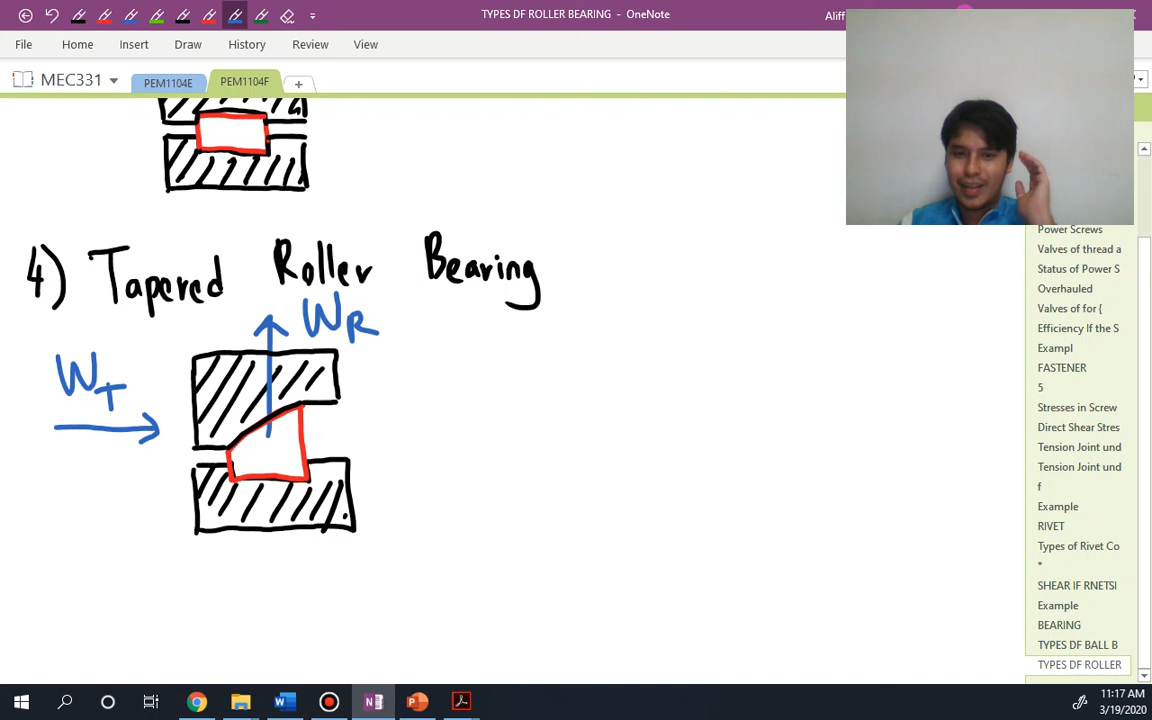 TYPES DF ROLLER BEARING - OneNote
Aliff
File Home Insert Draw History Review View
MEC331
PEM1104E
PEM1104F
4) Tapered Roller Bearing
WR
WT
Power Screws
Valves of thread a
Status of Power S
Overhauled
Valves of for {
Efficiency If the S
Exampl
FASTENER
5
Stresses in Screw
Direct Shear Stres
Tension Joint und
Tension Joint und
f
Example
RIVET
Types of Rivet Co
*
SHEAR IF RNETSI
Example
BEARING
TYPES DF BALL B
TYPES DF ROLLER
11:17 AM
3/19/2020